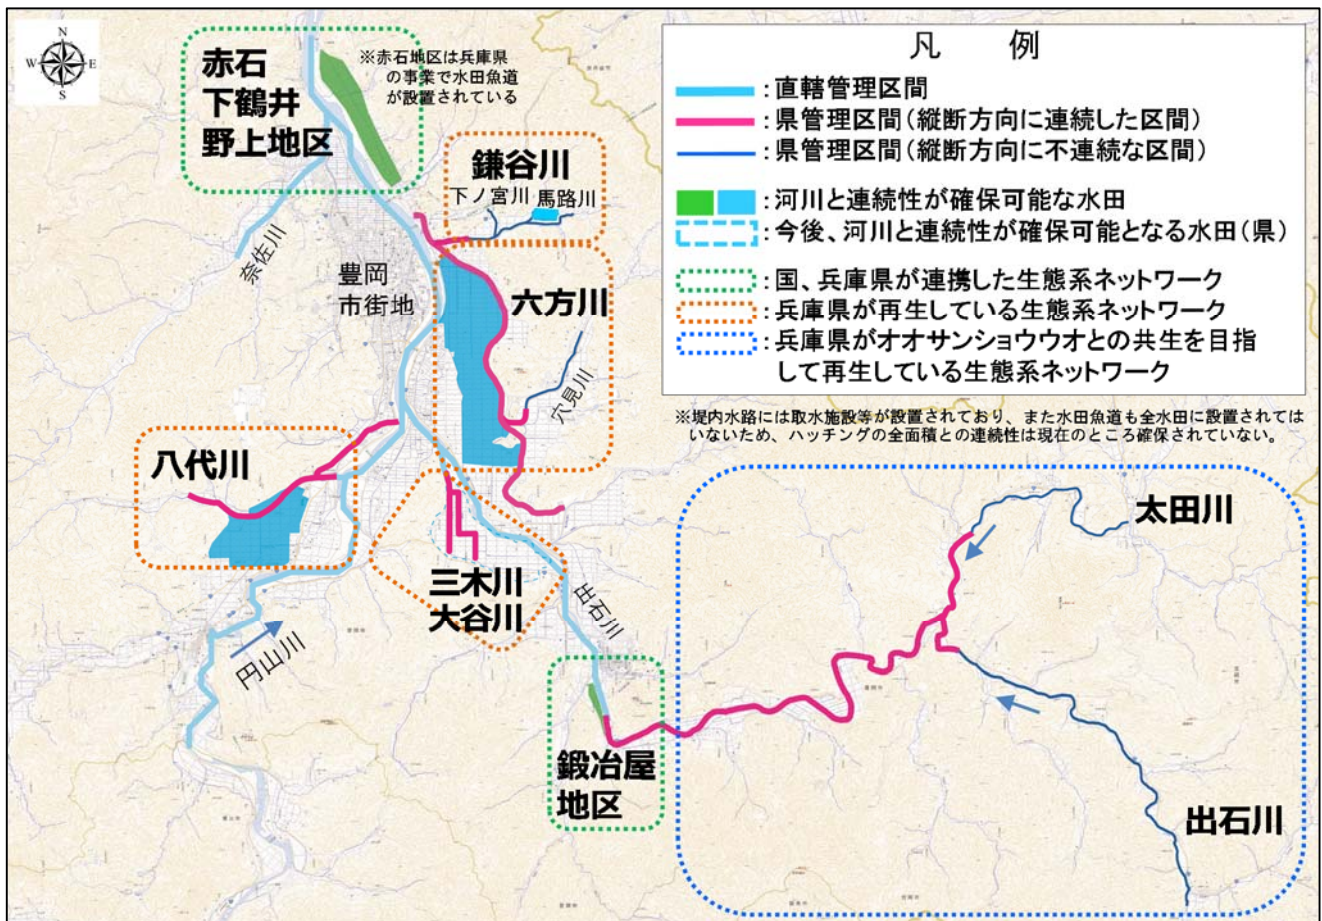 N
W
E
S
赤石
下鶴井
野上地区
※赤石地区は兵庫県
の事業で水田魚道
が設置されている
凡　例
：直轄管理区間
：県管理区間（縦断方向に連続した区間）
：県管理区間（縦断方向に不連続な区間）
：河川と連続性が確保可能な水田
：今後、河川と連続性が確保可能となる水田（県）
：国、兵庫県が連携した生態系ネットワーク
：兵庫県が再生している生態系ネットワーク
：兵庫県がオオサンショウウオとの共生を目指
して再生している生態系ネットワーク
※堤内水路には取水施設等が設置されており、また水田魚道も全水田に設置されては
いないため、ハッチングの全面積との連続性は現在のところ確保されていない。
鎌谷川
下ノ宮川
馬路川
奈佐川
豊岡
市街地
六方川
穴見川
八代川
三木川
大谷川
出石川
円山川
鍛冶屋
地区
太田川
出石川